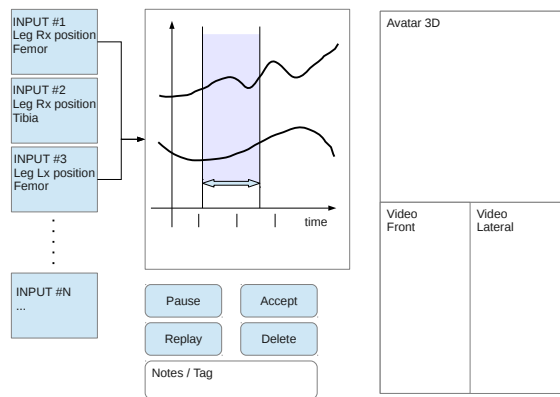 INPUT #1
Leg Rx position
Femor
INPUT #2
Leg Rx position
Tibia
INPUT #3
Leg Lx position
Femor
INPUT #N
...
time
Pause
Accept
Replay
Delete
Notes / Tag
Avatar 3D
Video
Front
Video
Lateral